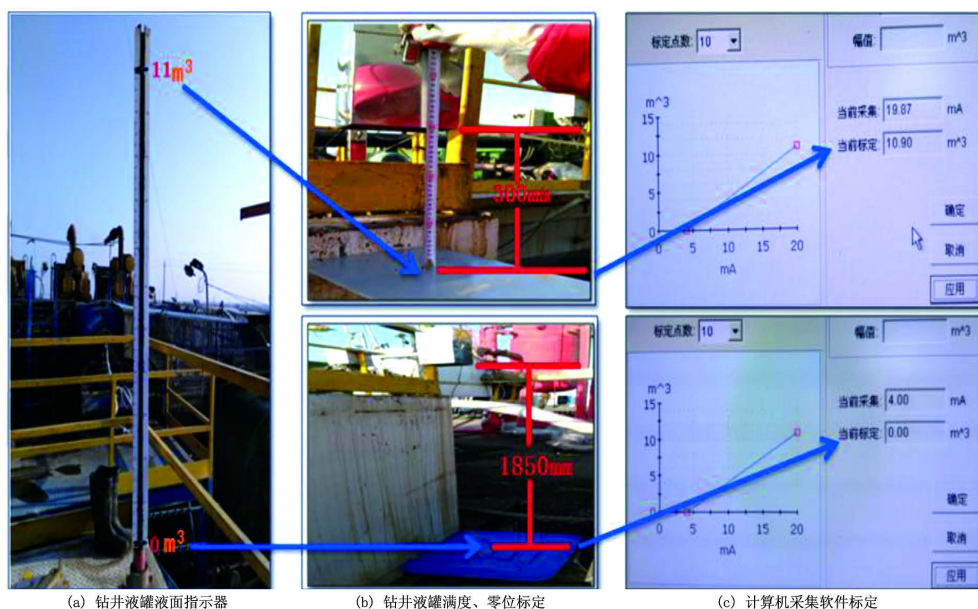 11m³
0 m³
300mm
1850mm
标定点数: 10
幅值: m^3
m^3
15
10
5
0
0 5 10 15 20
mA
当前采集: 19.87 mA
当前标定: 10.90 m^3
确定
取消
应用
标定点数: 10
幅值: m^3
m^3
15
10
5
0
0 5 10 15 20
mA
当前采集: 4.00 mA
当前标定: 0.00 m^3
确定
取消
应用
(a) 钻井液罐液面指示器
(b) 钻井液罐满度、零位标定
(c) 计算机采集软件标定